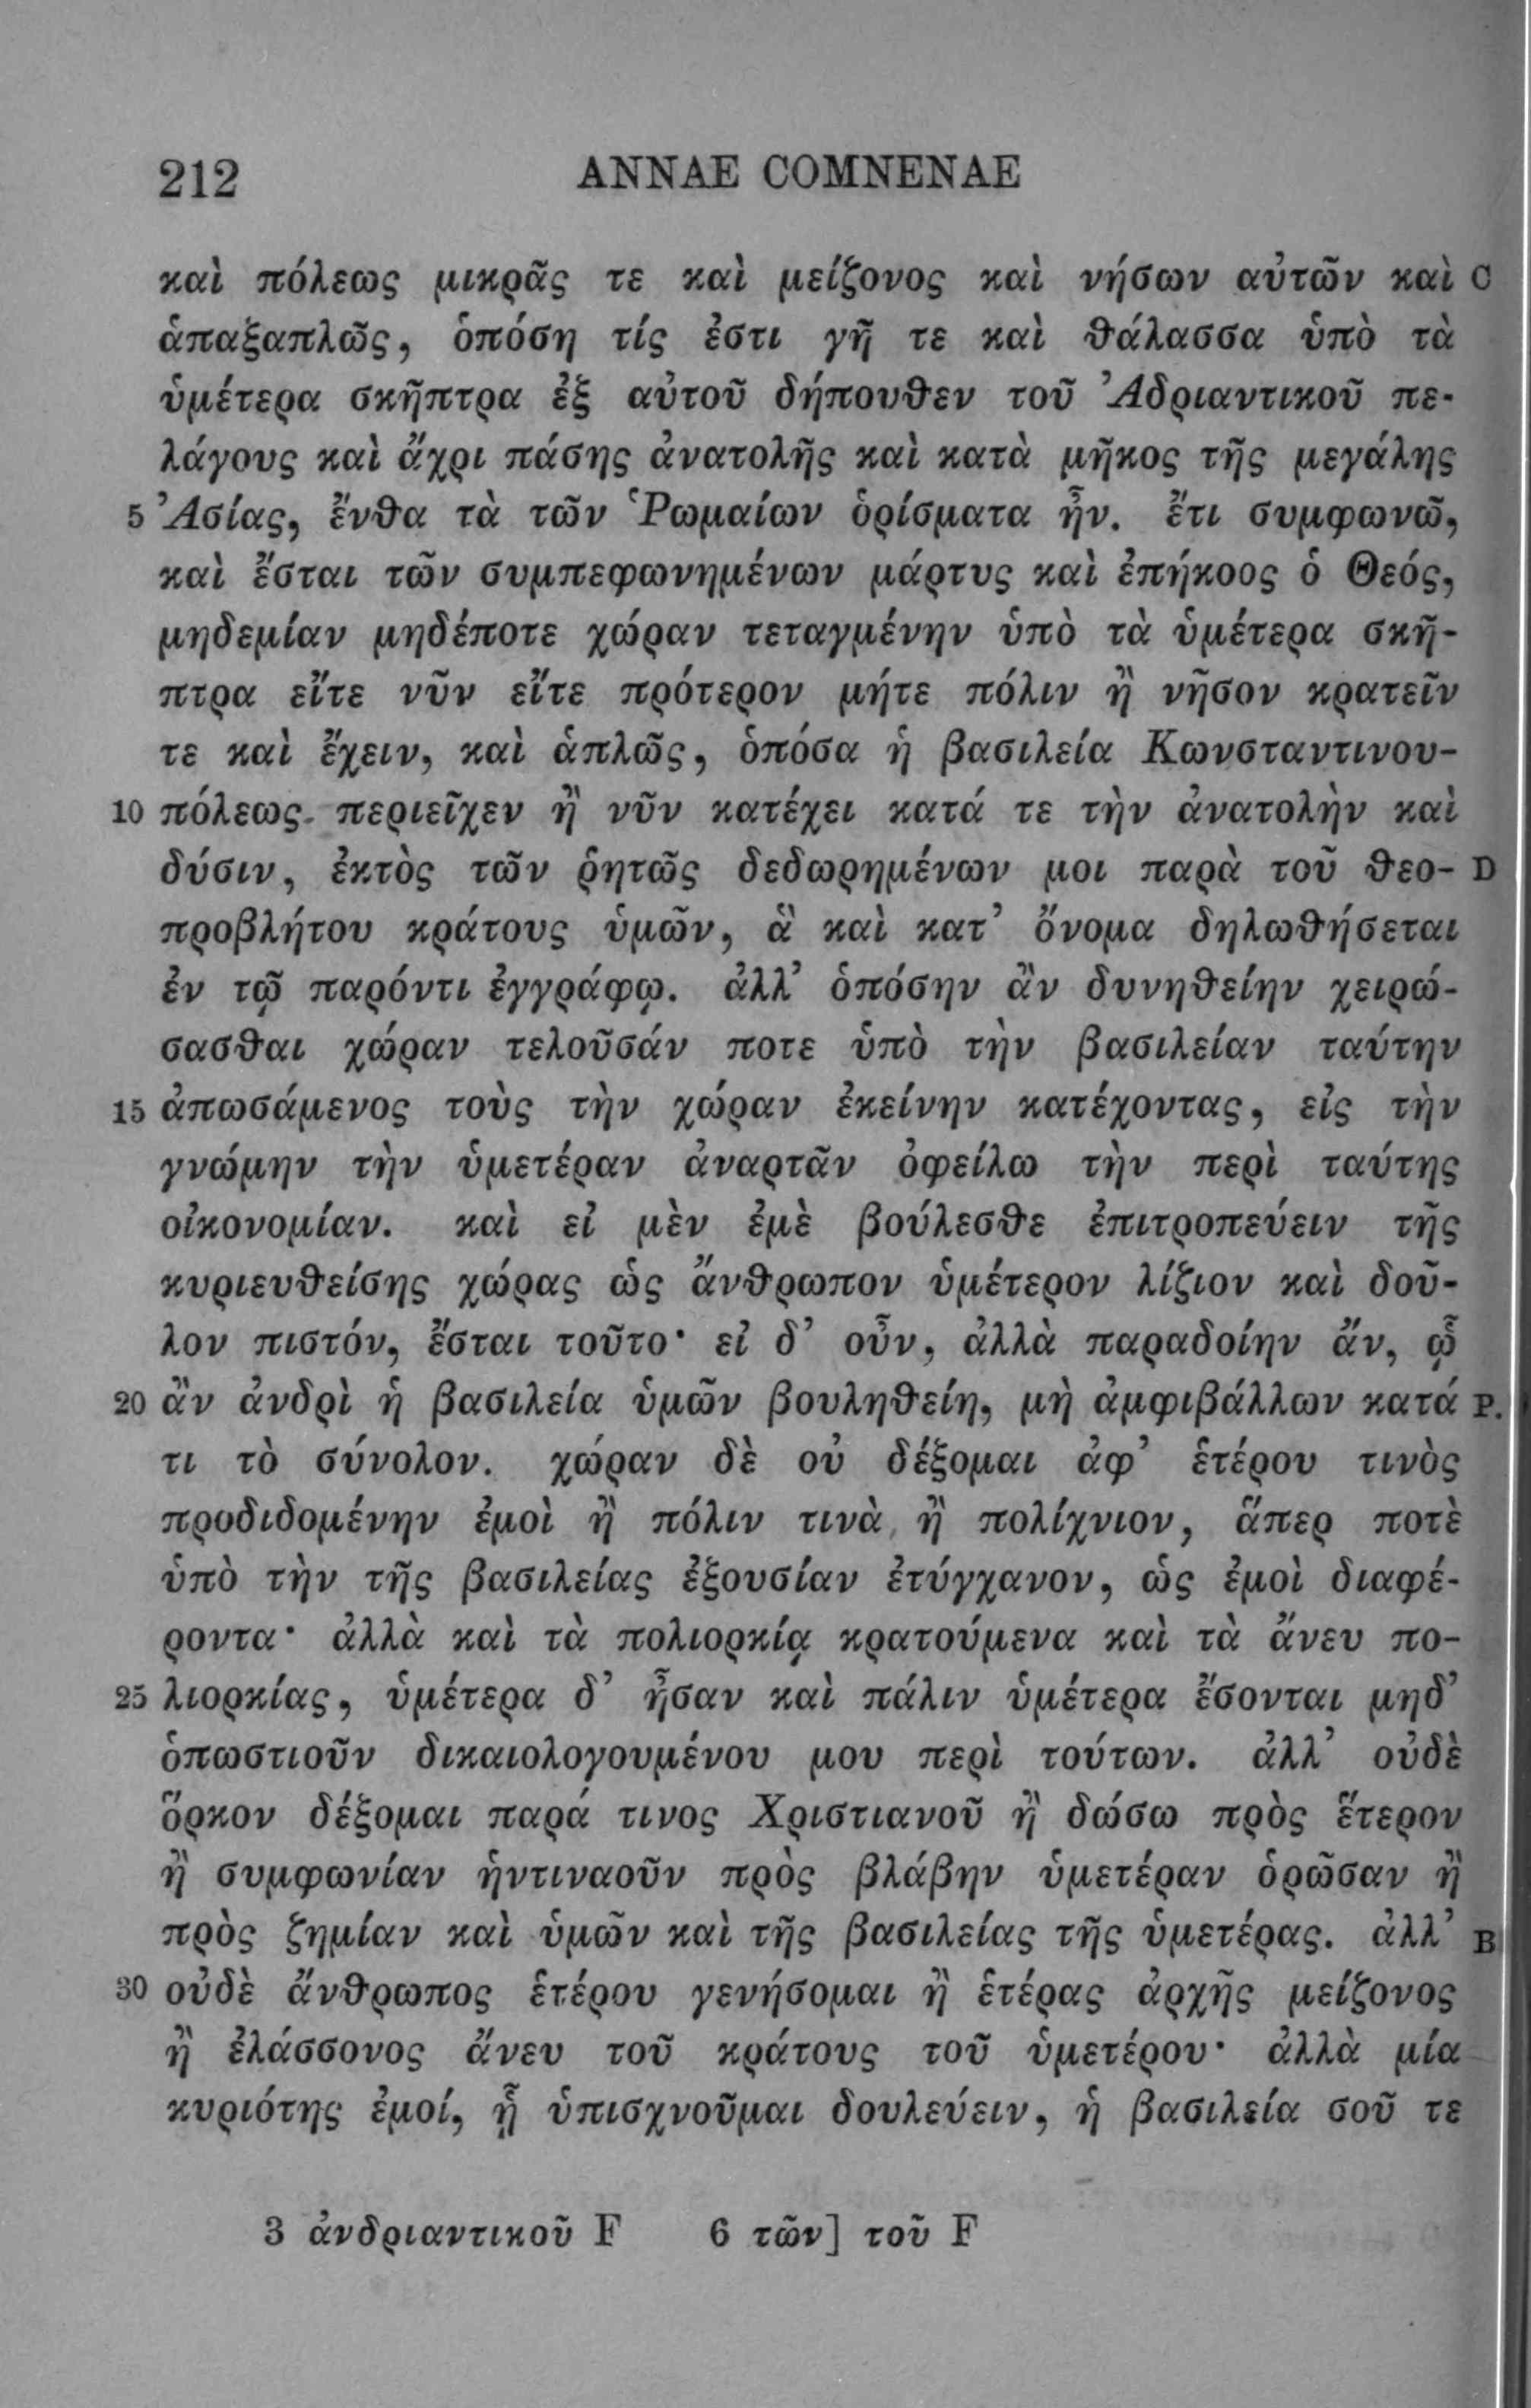 212 ANNAE COMNENAE
καὶ πόλεως μικρᾶς τε καὶ μείζονος καὶ νήσων αὐτῶν καὶ C
ἁπαξαπλῶς, ὁπόση τίς ἐστι γῆ τε καὶ θάλασσα ὑπὸ τὰ
ὑμέτερα σκῆπτρα ἐξ αὐτοῦ δήπουθεν τοῦ Ἀδριαντικοῦ πε-
λάγους καὶ ἄχρι πάσης ἀνατολῆς καὶ κατὰ μῆκος τῆς μεγάλης
5 Ἀσίας, ἔνθα τὰ τῶν Ῥωμαίων ὁρίσματα ἦν. ἔτι συμφωνῶ,
καὶ ἔσται τῶν συμπεφωνημένων μάρτυς καὶ ἐπήκοος ὁ Θεός,
μηδεμίαν μηδέποτε χώραν τεταγμένην ὑπὸ τὰ ὑμέτερα σκῆ-
πτρα εἴτε νῦν εἴτε πρότερον μήτε πόλιν ἢ νῆσον κρατεῖν
τε καὶ ἔχειν, καὶ ἁπλῶς, ὁπόσα ἡ βασιλεία Κωνσταντινου-
10 πόλεως περιεῖχεν ἢ νῦν κατέχει κατά τε τὴν ἀνατολὴν καὶ
δύσιν, ἐκτὸς τῶν ῥητῶς δεδωρημένων μοι παρὰ τοῦ θεο- D
προβλήτου κράτους ὑμῶν, ἃ καὶ κατ’ ὄνομα δηλωθήσεται
ἐν τῷ παρόντι ἐγγράφῳ. ἀλλ’ ὁπόσην ἂν δυνηθείην χειρώ-
σασθαι χώραν τελοῦσάν ποτε ὑπὸ τὴν βασιλείαν ταύτην
15 ἀπωσάμενος τοὺς τὴν χώραν ἐκείνην κατέχοντας, εἰς τὴν
γνώμην τὴν ὑμετέραν ἀναρτᾶν ὀφείλω τὴν περὶ ταύτης
οἰκονομίαν. καὶ εἰ μὲν ἐμὲ βούλεσθε ἐπιτροπεύειν τῆς
κυριευθείσης χώρας ὡς ἄνθρωπον ὑμέτερον λίζιον καὶ δοῦ-
λον πιστόν, ἔσται τοῦτο· εἰ δ’ οὖν, ἀλλὰ παραδοίην ἄν, ᾧ
20 ἂν ἀνδρὶ ἡ βασιλεία ὑμῶν βουληθείη, μὴ ἀμφιβάλλων κατά P.
τι τὸ σύνολον. χώραν δὲ οὐ δέξομαι ἀφ’ ἑτέρου τινὸς
προδιδομένην ἐμοὶ ἢ πόλιν τινὰ ἢ πολίχνιον, ἅπερ ποτὲ
ὑπὸ τὴν τῆς βασιλείας ἐξουσίαν ἐτύγχανον, ὡς ἐμοὶ διαφέ-
ροντα· ἀλλὰ καὶ τὰ πολιορκίᾳ κρατούμενα καὶ τὰ ἄνευ πο-
25 λιορκίας, ὑμέτερα δ’ ἦσαν καὶ πάλιν ὑμέτερα ἔσονται μηδ’
ὁπωστιοῦν δικαιολογουμένου μου περὶ τούτων. ἀλλ’ οὐδὲ
ὅρκον δέξομαι παρά τινος Χριστιανοῦ ἢ δώσω πρὸς ἕτερον
ἢ συμφωνίαν ἡντιναοῦν πρὸς βλάβην ὑμετέραν ὁρῶσαν ἢ
πρὸς ζημίαν καὶ ὑμῶν καὶ τῆς βασιλείας τῆς ὑμετέρας. ἀλλ’ B
30 οὐδὲ ἄνθρωπος ἑτέρου γενήσομαι ἢ ἑτέρας ἀρχῆς μείζονος
ἢ ἐλάσσονος ἄνευ τοῦ κράτους τοῦ ὑμετέρου· ἀλλὰ μία
κυριότης ἐμοί, ᾗ ὑπισχνοῦμαι δουλεύειν, ἡ βασιλεία σοῦ τε
3 ἀνδριαντικοῦ F 6 τῶν] τοῦ F